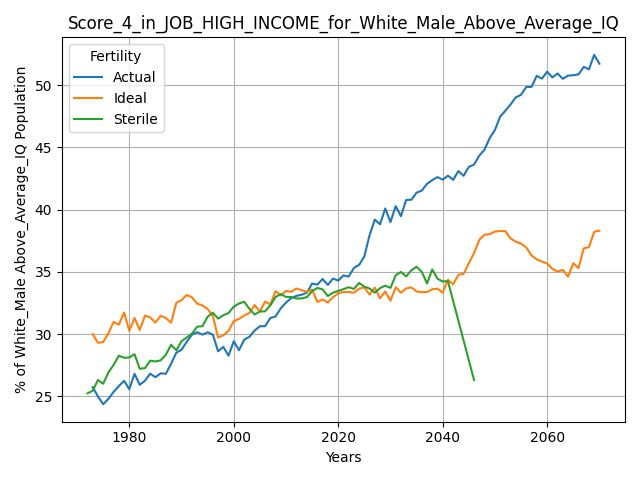 Score_4_in_JOB_HIGH_INCOME_for_White_Male_Above_Average_IQ
Fertility
Actual
Ideal
Sterile
% of White_Male Above_Average_IQ Population
50
45
40
35
30
25
1980
2000
2020
2040
2060
Years